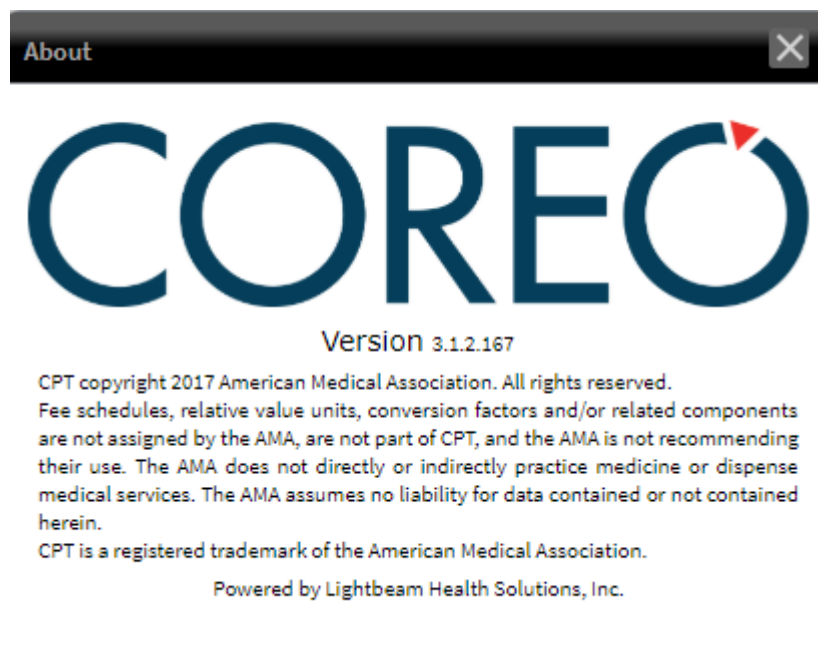 About
COREO
Version 3.1.2.167
CPT copyright 2017 American Medical Association. All rights reserved.
Fee schedules, relative value units, conversion factors and/or related components
are not assigned by the AMA, are not part of CPT, and the AMA is not recommending
their use. The AMA does not directly or indirectly practice medicine or dispense
medical services. The AMA assumes no liability for data contained or not contained
herein.
CPT is a registered trademark of the American Medical Association.
Powered by Lightbeam Health Solutions, Inc.